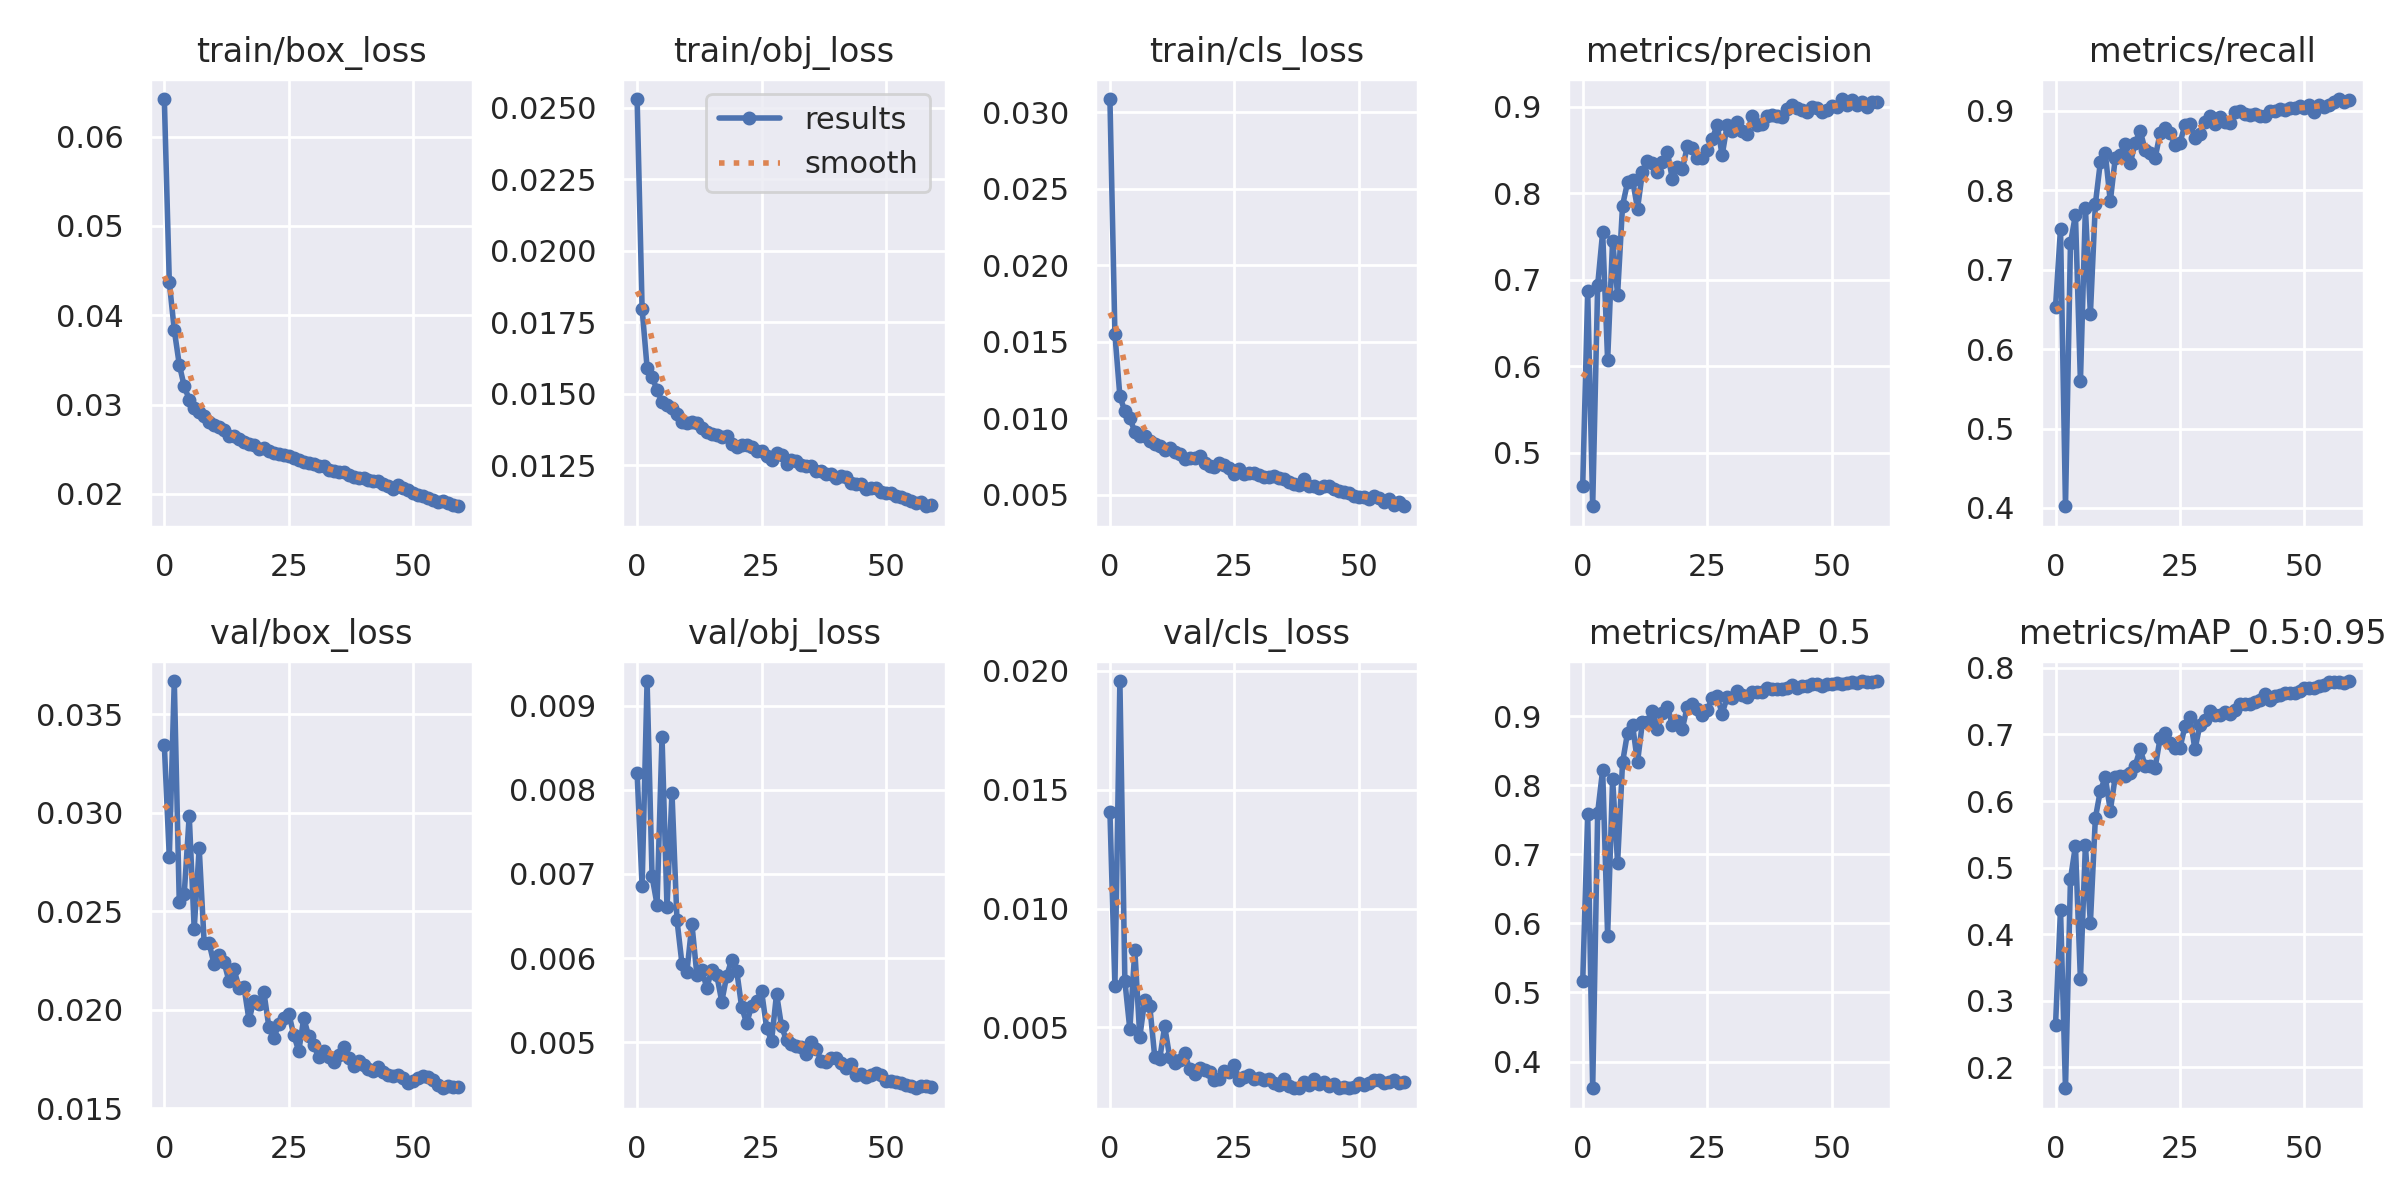 train/box_loss
0.06
0.05
0.04
0.03
0.02
0 25 50
train/obj_loss
results
smooth
0.0250
0.0225
0.0200
0.0175
0.0150
0.0125
0 25 50
train/cls_loss
0.030
0.025
0.020
0.015
0.010
0.005
0 25 50
metrics/precision
0.9
0.8
0.7
0.6
0.5
0 25 50
metrics/recall
0.9
0.8
0.7
0.6
0.5
0.4
0 25 50
val/box_loss
0.035
0.030
0.025
0.020
0.015
0 25 50
val/obj_loss
0.009
0.008
0.007
0.006
0.005
0 25 50
val/cls_loss
0.020
0.015
0.010
0.005
0 25 50
metrics/mAP_0.5
0.9
0.8
0.7
0.6
0.5
0.4
0 25 50
metrics/mAP_0.5:0.95
0.8
0.7
0.6
0.5
0.4
0.3
0.2
0 25 50